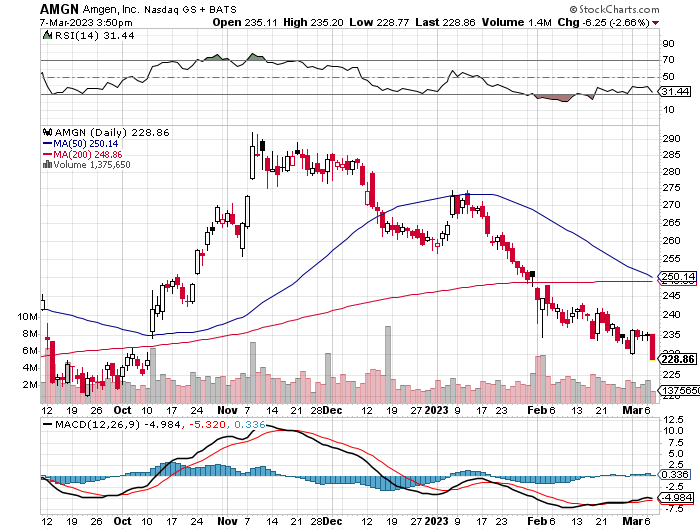 AMGN Amgen, Inc. Nasdaq GS + BATS © StockCharts.com
7-Mar-2023 3:50pm Open 235.11 High 235.20 Low 228.77 Last 228.86 Volume 1.4M Chg -6.25 (-2.66%)
RSI(14) 31.44
90
70
50
31.44
10
AMGN (Daily) 228.86
MA(50) 250.14
MA(200) 248.86
Volume 1,375,650
290
285
280
275
270
265
260
255
250.14
245
240
235
228.86
225
1375650
10M
8M
6M
4M
2M
12 19 26 Oct 10 17 24 Nov 7 14 21 28 Dec 12 19 27 2023 9 17 23 Feb 6 13 21 Mar 6
MACD(12,26,9) -4.984, -5.320, 0.336
12.5
10.0
7.5
5.0
2.5
0.336
-2.5
-4.984
-7.5
12 19 26 Oct 10 17 24 Nov 7 14 21 28 Dec 12 19 27 2023 9 17 23 Feb 6 13 21 Mar 6